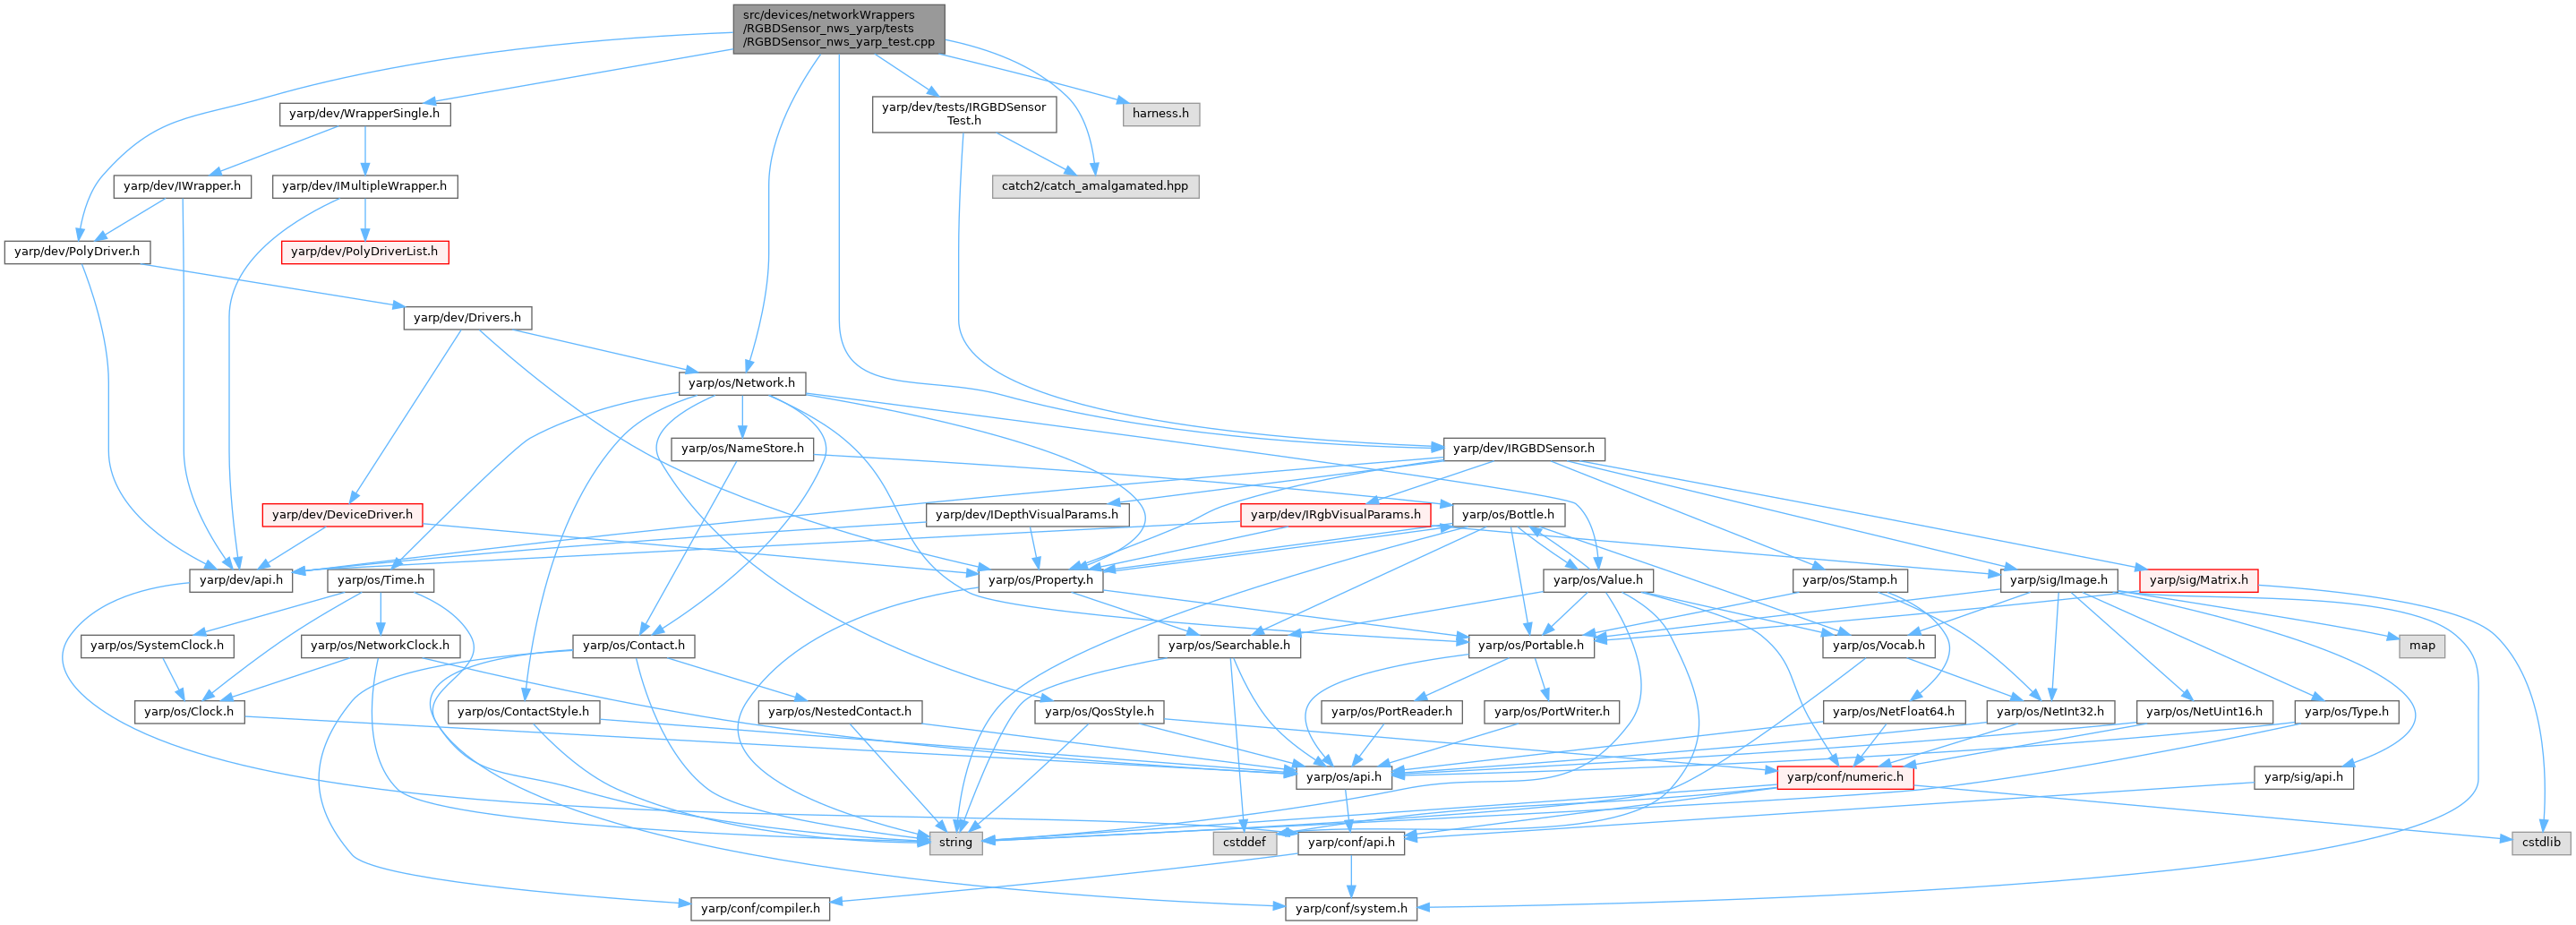 src/devices/networkWrappers
/RGBDSensor_nws_yarp/tests
/RGBDSensor_nws_yarp_test.cpp
yarp/dev/WrapperSingle.h
yarp/dev/tests/IRGBDSensor
Test.h
harness.h
yarp/dev/IWrapper.h
yarp/dev/IMultipleWrapper.h
catch2/catch_amalgamated.hpp
yarp/dev/PolyDriver.h
yarp/dev/PolyDriverList.h
yarp/dev/Drivers.h
yarp/os/Network.h
yarp/os/NameStore.h
yarp/dev/IRGBDSensor.h
yarp/dev/DeviceDriver.h
yarp/dev/IDepthVisualParams.h
yarp/dev/IRgbVisualParams.h
yarp/os/Bottle.h
yarp/dev/api.h
yarp/os/Time.h
yarp/os/Property.h
yarp/os/Value.h
yarp/os/Stamp.h
yarp/sig/Image.h
yarp/sig/Matrix.h
yarp/os/SystemClock.h
yarp/os/NetworkClock.h
yarp/os/Contact.h
yarp/os/Searchable.h
yarp/os/Portable.h
yarp/os/Vocab.h
map
yarp/os/Clock.h
yarp/os/ContactStyle.h
yarp/os/NestedContact.h
yarp/os/QosStyle.h
yarp/os/PortReader.h
yarp/os/PortWriter.h
yarp/os/NetFloat64.h
yarp/os/NetInt32.h
yarp/os/NetUint16.h
yarp/os/Type.h
yarp/os/api.h
yarp/conf/numeric.h
yarp/sig/api.h
string
cstddef
yarp/conf/api.h
cstdlib
yarp/conf/compiler.h
yarp/conf/system.h